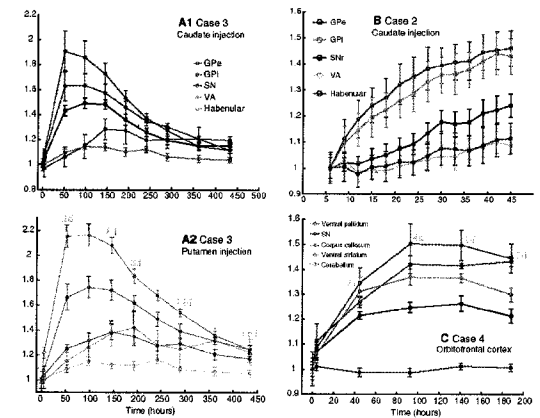 A1 Case 3
Caudate injection
GPe
GPi
SN
VA
Habenular
2.2
2
1.8
1.6
1.4
1.2
1
0.8
0 50 100 150 200 250 300 350 400 450 500
B Case 2
Caudate injection
GPe
GPi
SNr
VA
Habenular
1.6
1.5
1.4
1.3
1.2
1.1
1.0
0.9
0 5 10 15 20 25 30 35 40 45 50
A2 Case 3
Putamen injection
2.2
2
1.8
1.6
1.4
1.2
1
0 50 100 150 200 250 300 350 400 450
Time (hours)
Ventral pallidum
SN
Corpus callosum
Ventral striatum
Cerebellum
C Case 4
Orbitofrontal cortex
1.6
1.5
1.4
1.3
1.2
1.1
1.0
0.9
0.8
0 20 40 60 80 100 120 140 160 180 200
Time (hours)